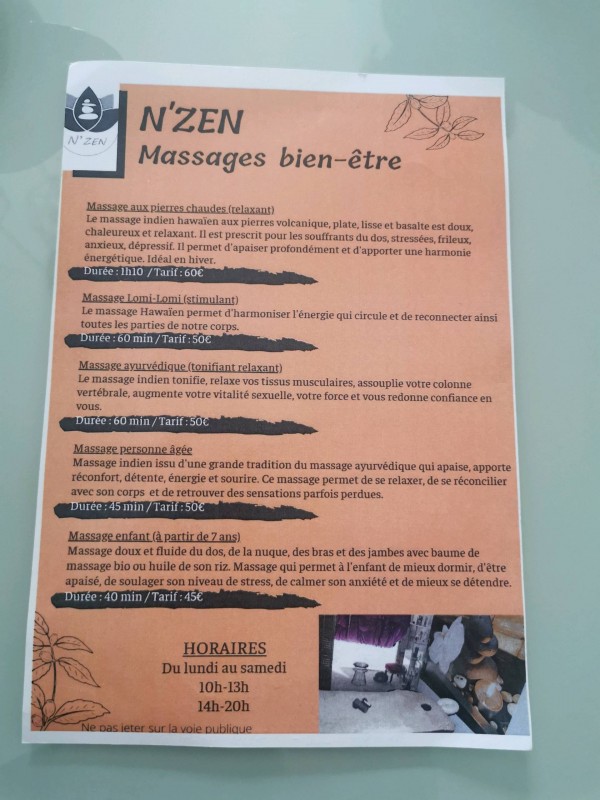 N'ZEN
N'ZEN
Massages bien-être
Massage aux pierres chaudes (relaxant)
Le massage indien hawaïen aux pierres volcanique, plate, lisse et basalte est doux,
chaleureux et relaxant. Il est prescrit pour les souffrants du dos, stressées, frileux,
anxieux, dépressif. Il permet d'apaiser profondément et d'apporter une harmonie
énergétique. Idéal en hiver.
Durée : 1h10 / Tarif : 60€
Massage Lomi-Lomi (stimulant)
Le massage Hawaïen permet d'harmoniser l'énergie qui circule et de reconnecter ainsi
toutes les parties de notre corps.
Durée : 60 min / Tarif : 50€
Massage ayurvédique (tonifiant relaxant)
Le massage indien tonifie, relaxe vos tissus musculaires, assouplie votre colonne
vertébrale, augmente votre vitalité sexuelle, votre force et vous redonne confiance en
vous.
Durée : 60 min / Tarif : 50€
Massage personne âgée
Massage indien issu d'une grande tradition du massage ayurvédique qui apaise, apporte
réconfort, détente, énergie et sourire. Ce massage permet de se relaxer, de se réconcilier
avec son corps et de retrouver des sensations parfois perdues.
Durée : 45 min / Tarif : 50€
Massage enfant (à partir de 7 ans)
Massage doux et fluide du dos, de la nuque, des bras et des jambes avec baume de
massage bio ou huile de son riz. Massage qui permet à l'enfant de mieux dormir, d'être
apaisé, de soulager son niveau de stress, de calmer son anxiété et de mieux se détendre.
Durée : 40 min / Tarif : 45€
HORAIRES
Du lundi au samedi
10h-13h
14h-20h
Ne pas jeter sur la voie publique